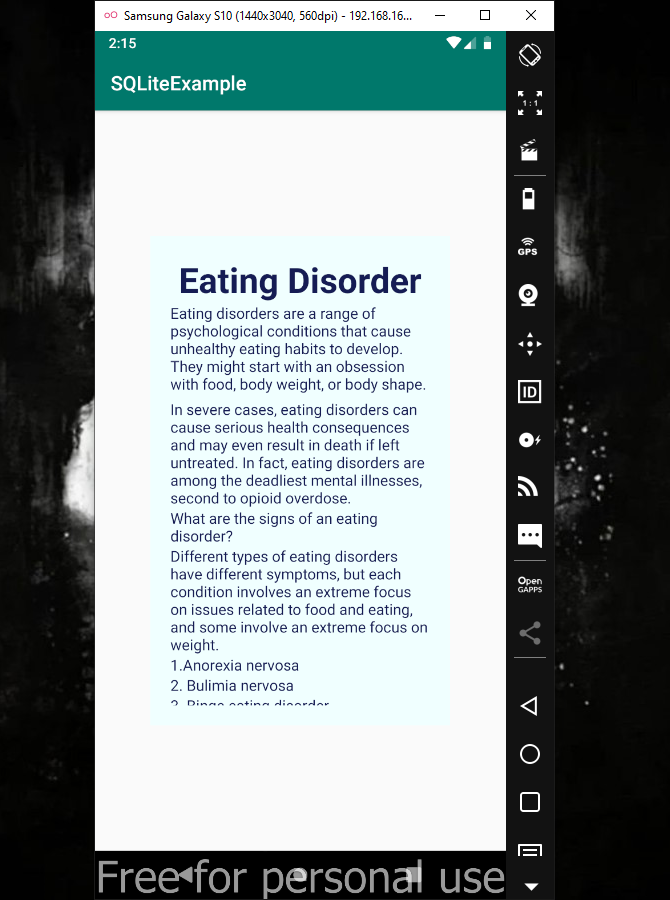 Samsung Galaxy S10 (1440x3040, 560dpi) - 192.168.16...
2:15
SQLiteExample
1:1
GPS
ID
Open
GAPPS
Eating Disorder
Eating disorders are a range of
psychological conditions that cause
unhealthy eating habits to develop.
They might start with an obsession
with food, body weight, or body shape.
In severe cases, eating disorders can
cause serious health consequences
and may even result in death if left
untreated. In fact, eating disorders are
among the deadliest mental illnesses,
second to opioid overdose.
What are the signs of an eating
disorder?
Different types of eating disorders
have different symptoms, but each
condition involves an extreme focus
on issues related to food and eating,
and some involve an extreme focus on
weight.
1.Anorexia nervosa
2. Bulimia nervosa
3. Binge eating disorder
Free for personal use